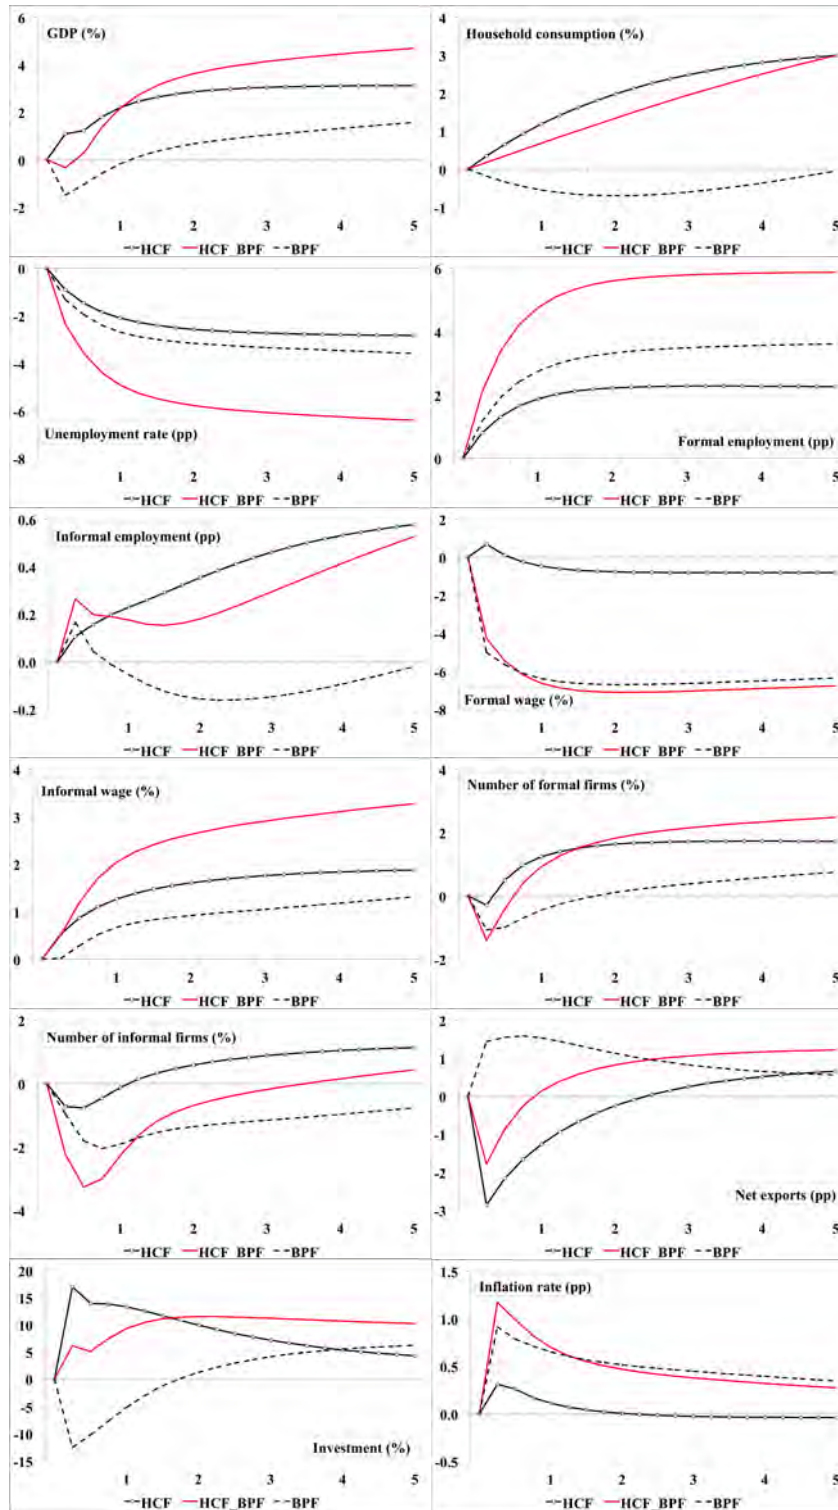 GDP (%)
6
4
2
0
-2
1 2 3 4 5
HCF HCF_BPF BPF
Household consumption (%)
4
3
2
1
0
-1
1 2 3 4 5
HCF HCF_BPF BPF
0
-2
-4
-6
-8
Unemployment rate (pp)
1 2 3 4 5
HCF HCF_BPF BPF
6
4
2
0
Formal employment (pp)
1 2 3 4 5
HCF HCF_BPF BPF
0.6
Informal employment (pp)
0.4
0.2
0.0
-0.2
1 2 3 4 5
HCF HCF_BPF BPF
2
0
-2
-4
-6
-8
Formal wage (%)
1 2 3 4 5
HCF HCF_BPF BPF
4
Informal wage (%)
3
2
1
0
1 2 3 4 5
HCF HCF_BPF BPF
4
Number of formal firms (%)
2
0
-2
1 2 3 4 5
HCF HCF_BPF BPF
2
Number of informal firms (%)
0
-2
-4
1 2 3 4 5
HCF HCF_BPF BPF
2
1
0
-1
-2
-3
Net exports (pp)
1 2 3 4 5
HCF HCF_BPF BPF
20
15
10
5
0
-5
-10
-15
Investment (%)
1 2 3 4 5
HCF HCF_BPF BPF
1.5
Inflation rate (pp)
1.0
0.5
0.0
-0.5
1 2 3 4 5
HCF HCF_BPF BPF